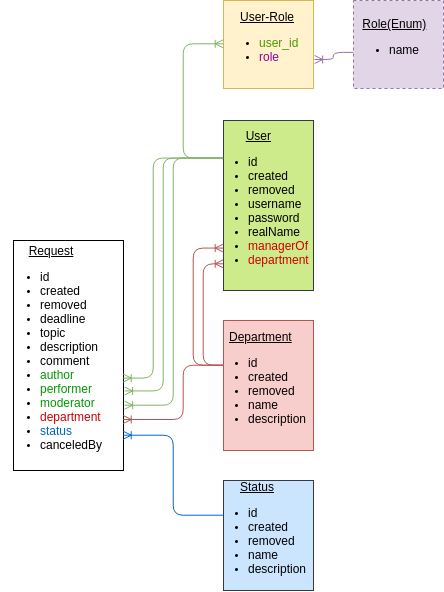 User-Role
user_id
role
Role(Enum)
name
User
id
created
removed
username
password
realName
managerOf
department
Request
id
created
removed
deadline
topic
description
comment
author
performer
moderator
department
status
canceledBy
Department
id
created
removed
name
description
Status
id
created
removed
name
description